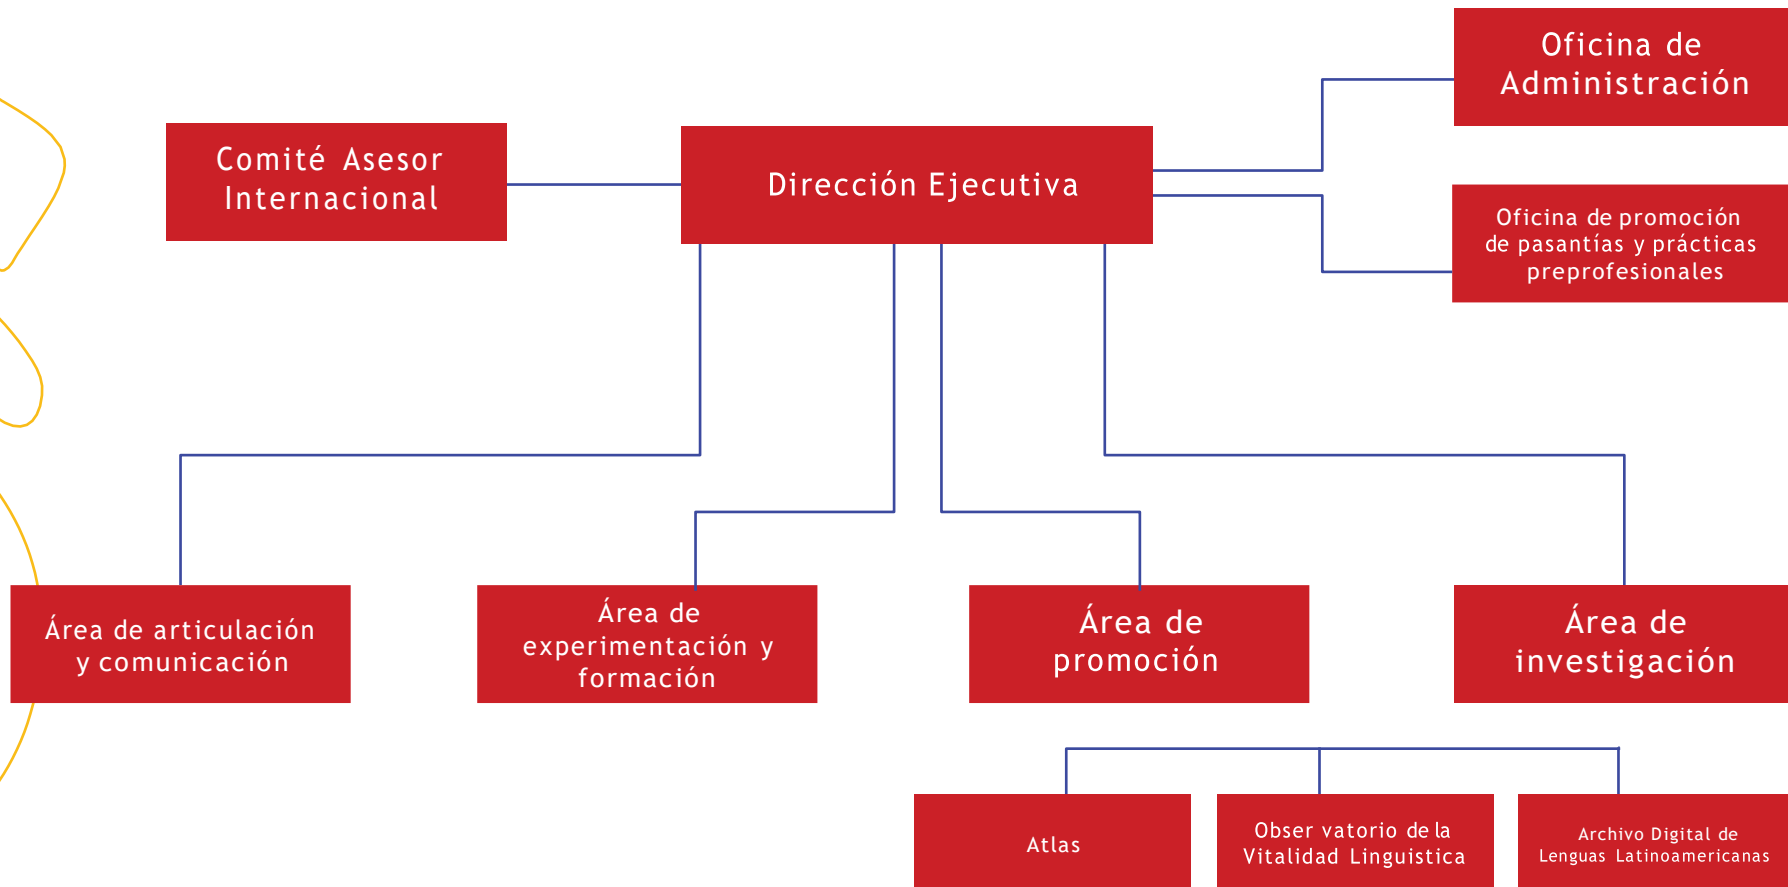 Oficina de
Administración
Comité Asesor
Internacional
Dirección Ejecutiva
Oficina de promoción
de pasantías y prácticas
preprofesionales
Área de articulación
y comunicación
Área de
experimentación y
formación
Área de
promoción
Área de
investigación
Atlas
Obser vatorio de la
Vitalidad Linguistica
Archivo Digital de
Lenguas Latinoamericanas